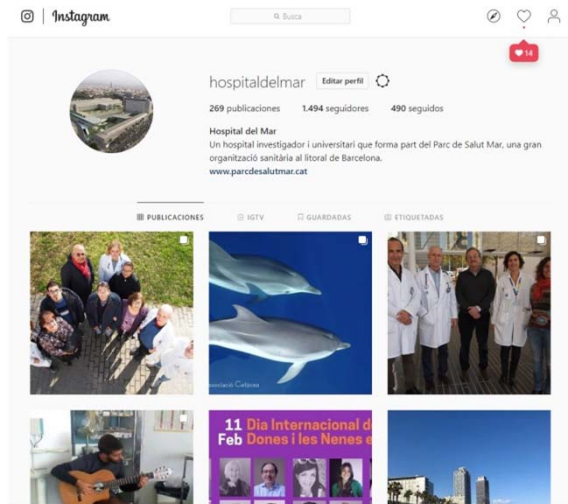 Instagram
Busca
14
hospitaldelmar Editar perfil
269 publicaciones 1.494 seguidores 490 seguidos
Hospital del Mar
Un hospital investigador i universitari que forma part del Parc de Salut Mar, una gran
organització sanitària al litoral de Barcelona.
www.parcdesalutmar.cat
PUBLICACIONES IGTV GUARDADAS ETIQUETADAS
11 Dia Internacional d
Feb Dones i les Nenes e